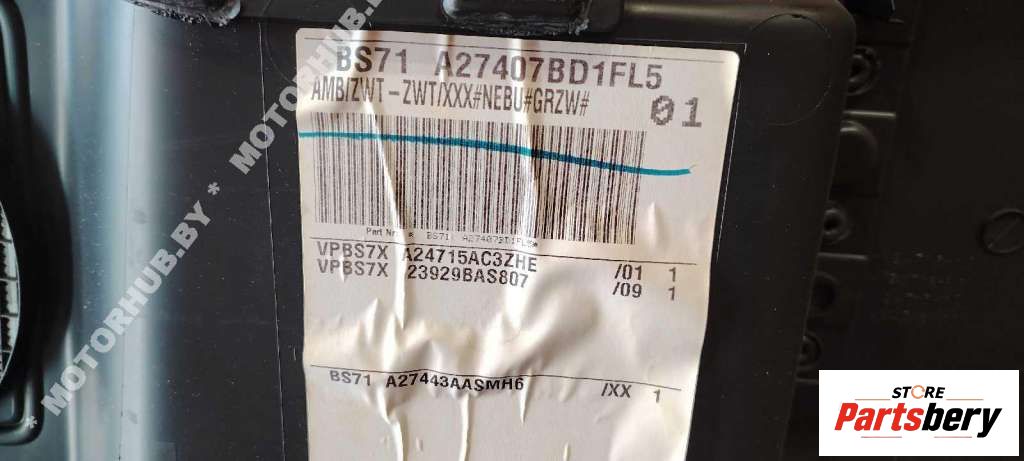 BS71 A27407BD1FL5
AMB/ZWT-ZWT/XXX#NEBU#GRZW#
01
Part Nr. # BS71 A27407BD1FL5#
VPBS7X A24715AC3ZHE /01 1
VPBS7X 23929BAS807 /09 1
BS71 A27443AASMH6 /XX 1
* MOTORHUB.BY * MOTORHUB.BY
STORE
Partsbery